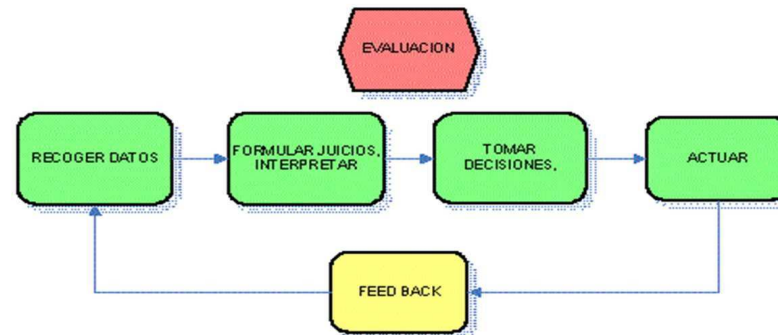 EVALUACION
RECOGER DATOS
FORMULAR JUICIOS,
INTERPRETAR
TOMAR
DECISIONES,
ACTUAR
FEED BACK